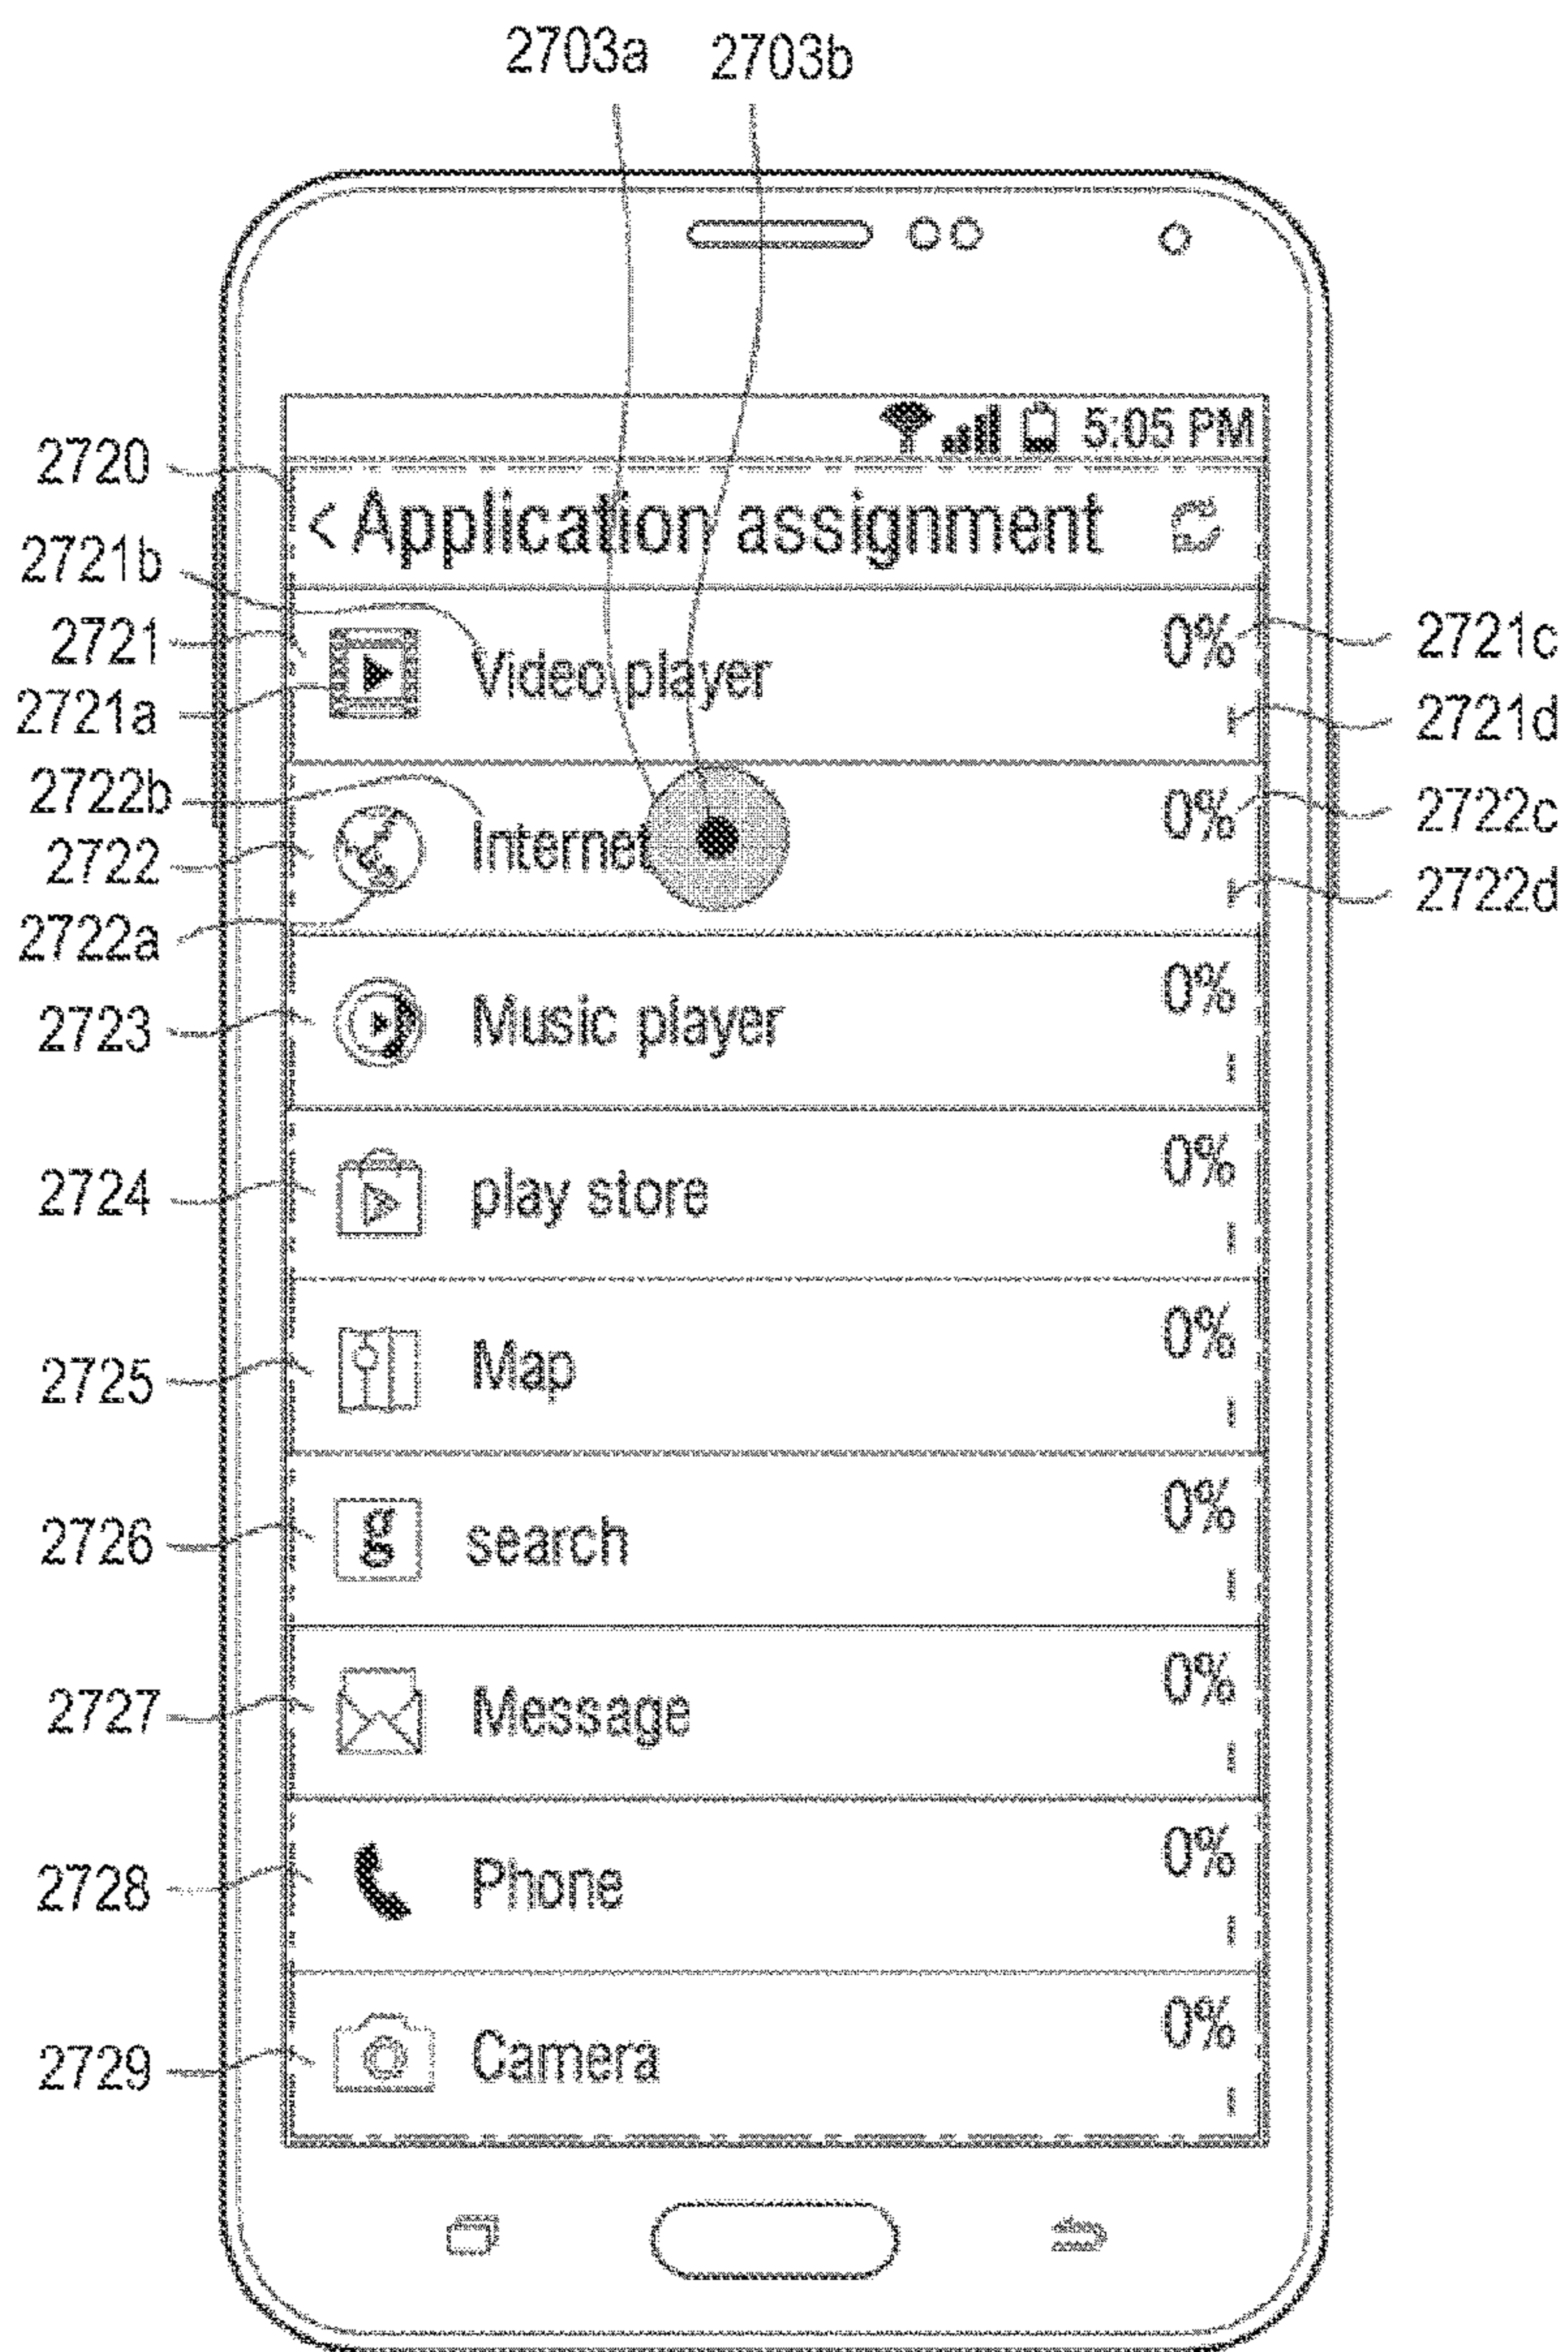 2703a 2703b
5:05 PM
2720
< Application assignment
2721b
2721 Video player 0% 2721c
2721a 2721d
2722b 0% 2722c
2722 Internet
2722a 2722d
0%
2723 Music player
0%
2724 play store
0%
2725 Map
0%
2726 g search
0%
2727 Message
0%
2728 Phone
0%
2729 Camera